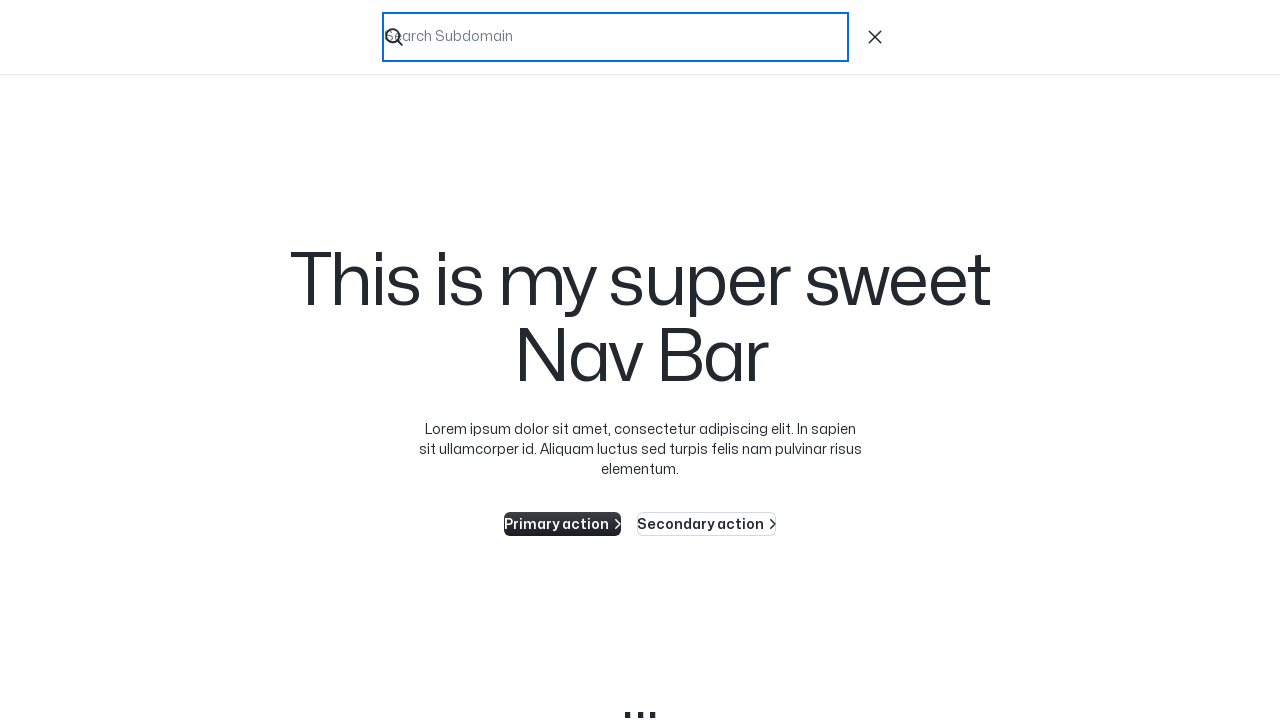 Search Subdomain
This is my super sweet
Nav Bar
Lorem ipsum dolor sit amet, consectetur adipiscing elit. In sapien
sit ullamcorper id. Aliquam luctus sed turpis felis nam pulvinar risus
elementum.
Primary action
Secondary action